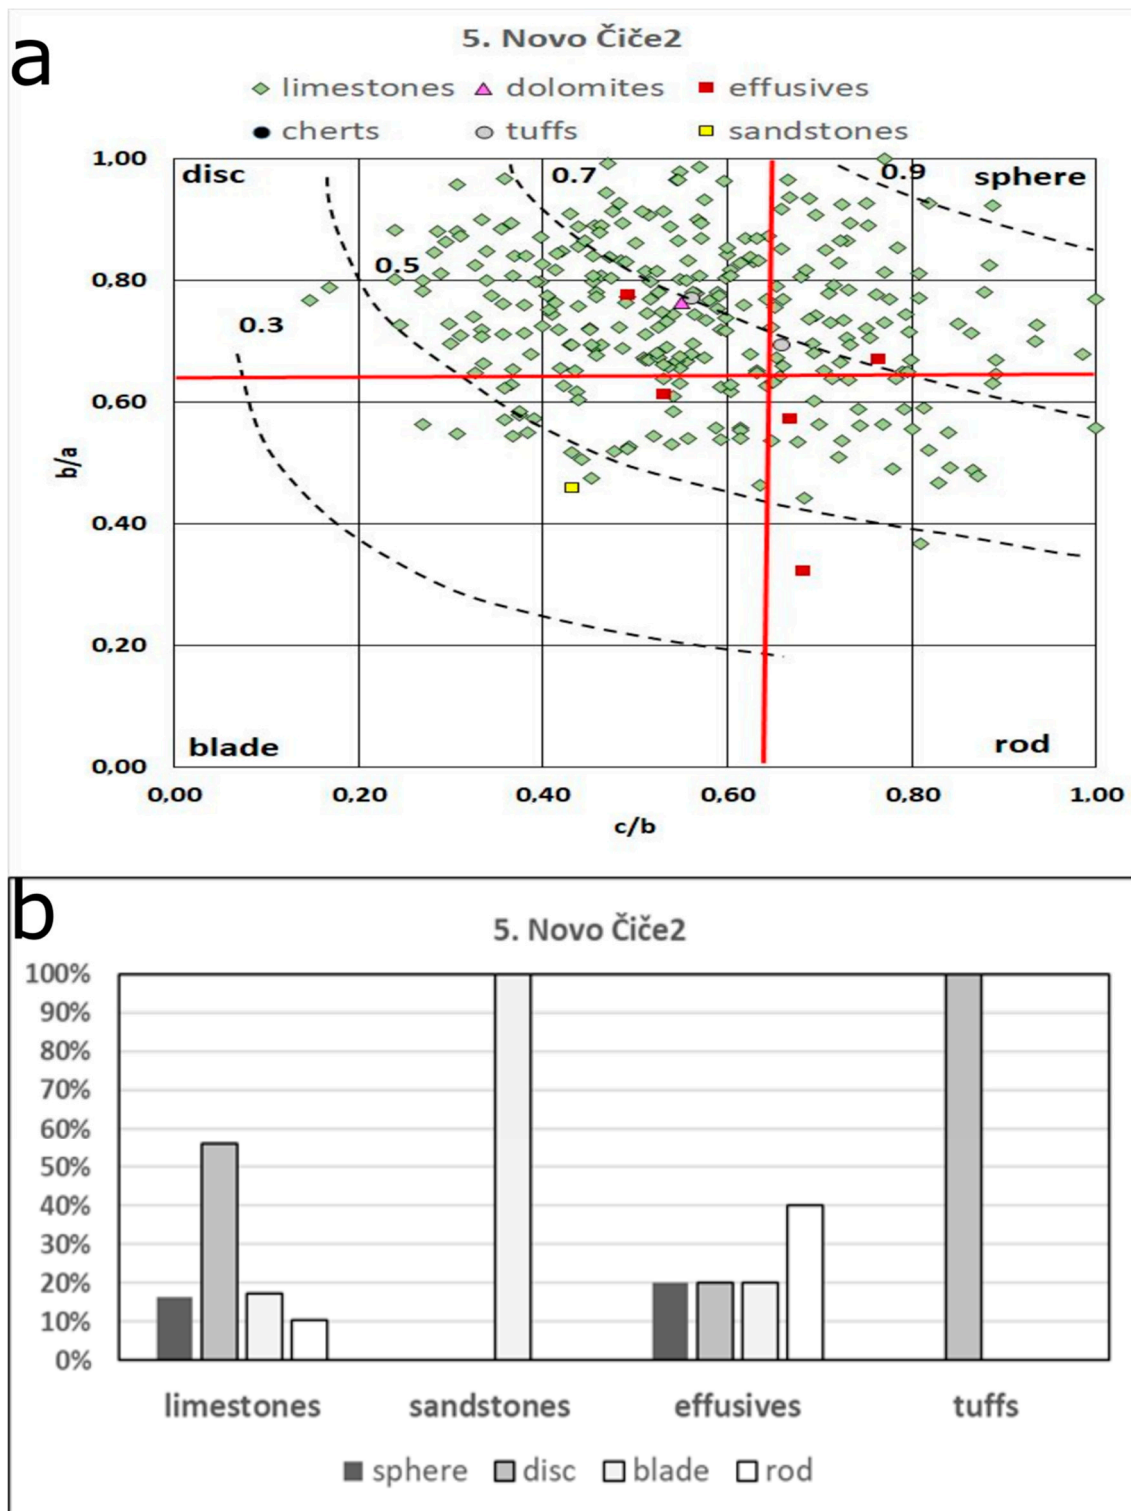 a
5. Novo Čiče2
limestones dolomites effusives
cherts tuffs sandstones
1,00
disc
0.7
0.9
sphere
0.5
0,80
0.3
0,60
b/a
0,40
0,20
blade
rod
0,00
0,00 0,20 0,40 0,60 0,80 1.00
c/b
b
5. Novo Čiče2
100%
90%
80%
70%
60%
50%
40%
30%
20%
10%
0%
limestones sandstones effusives tuffs
sphere disc blade rod